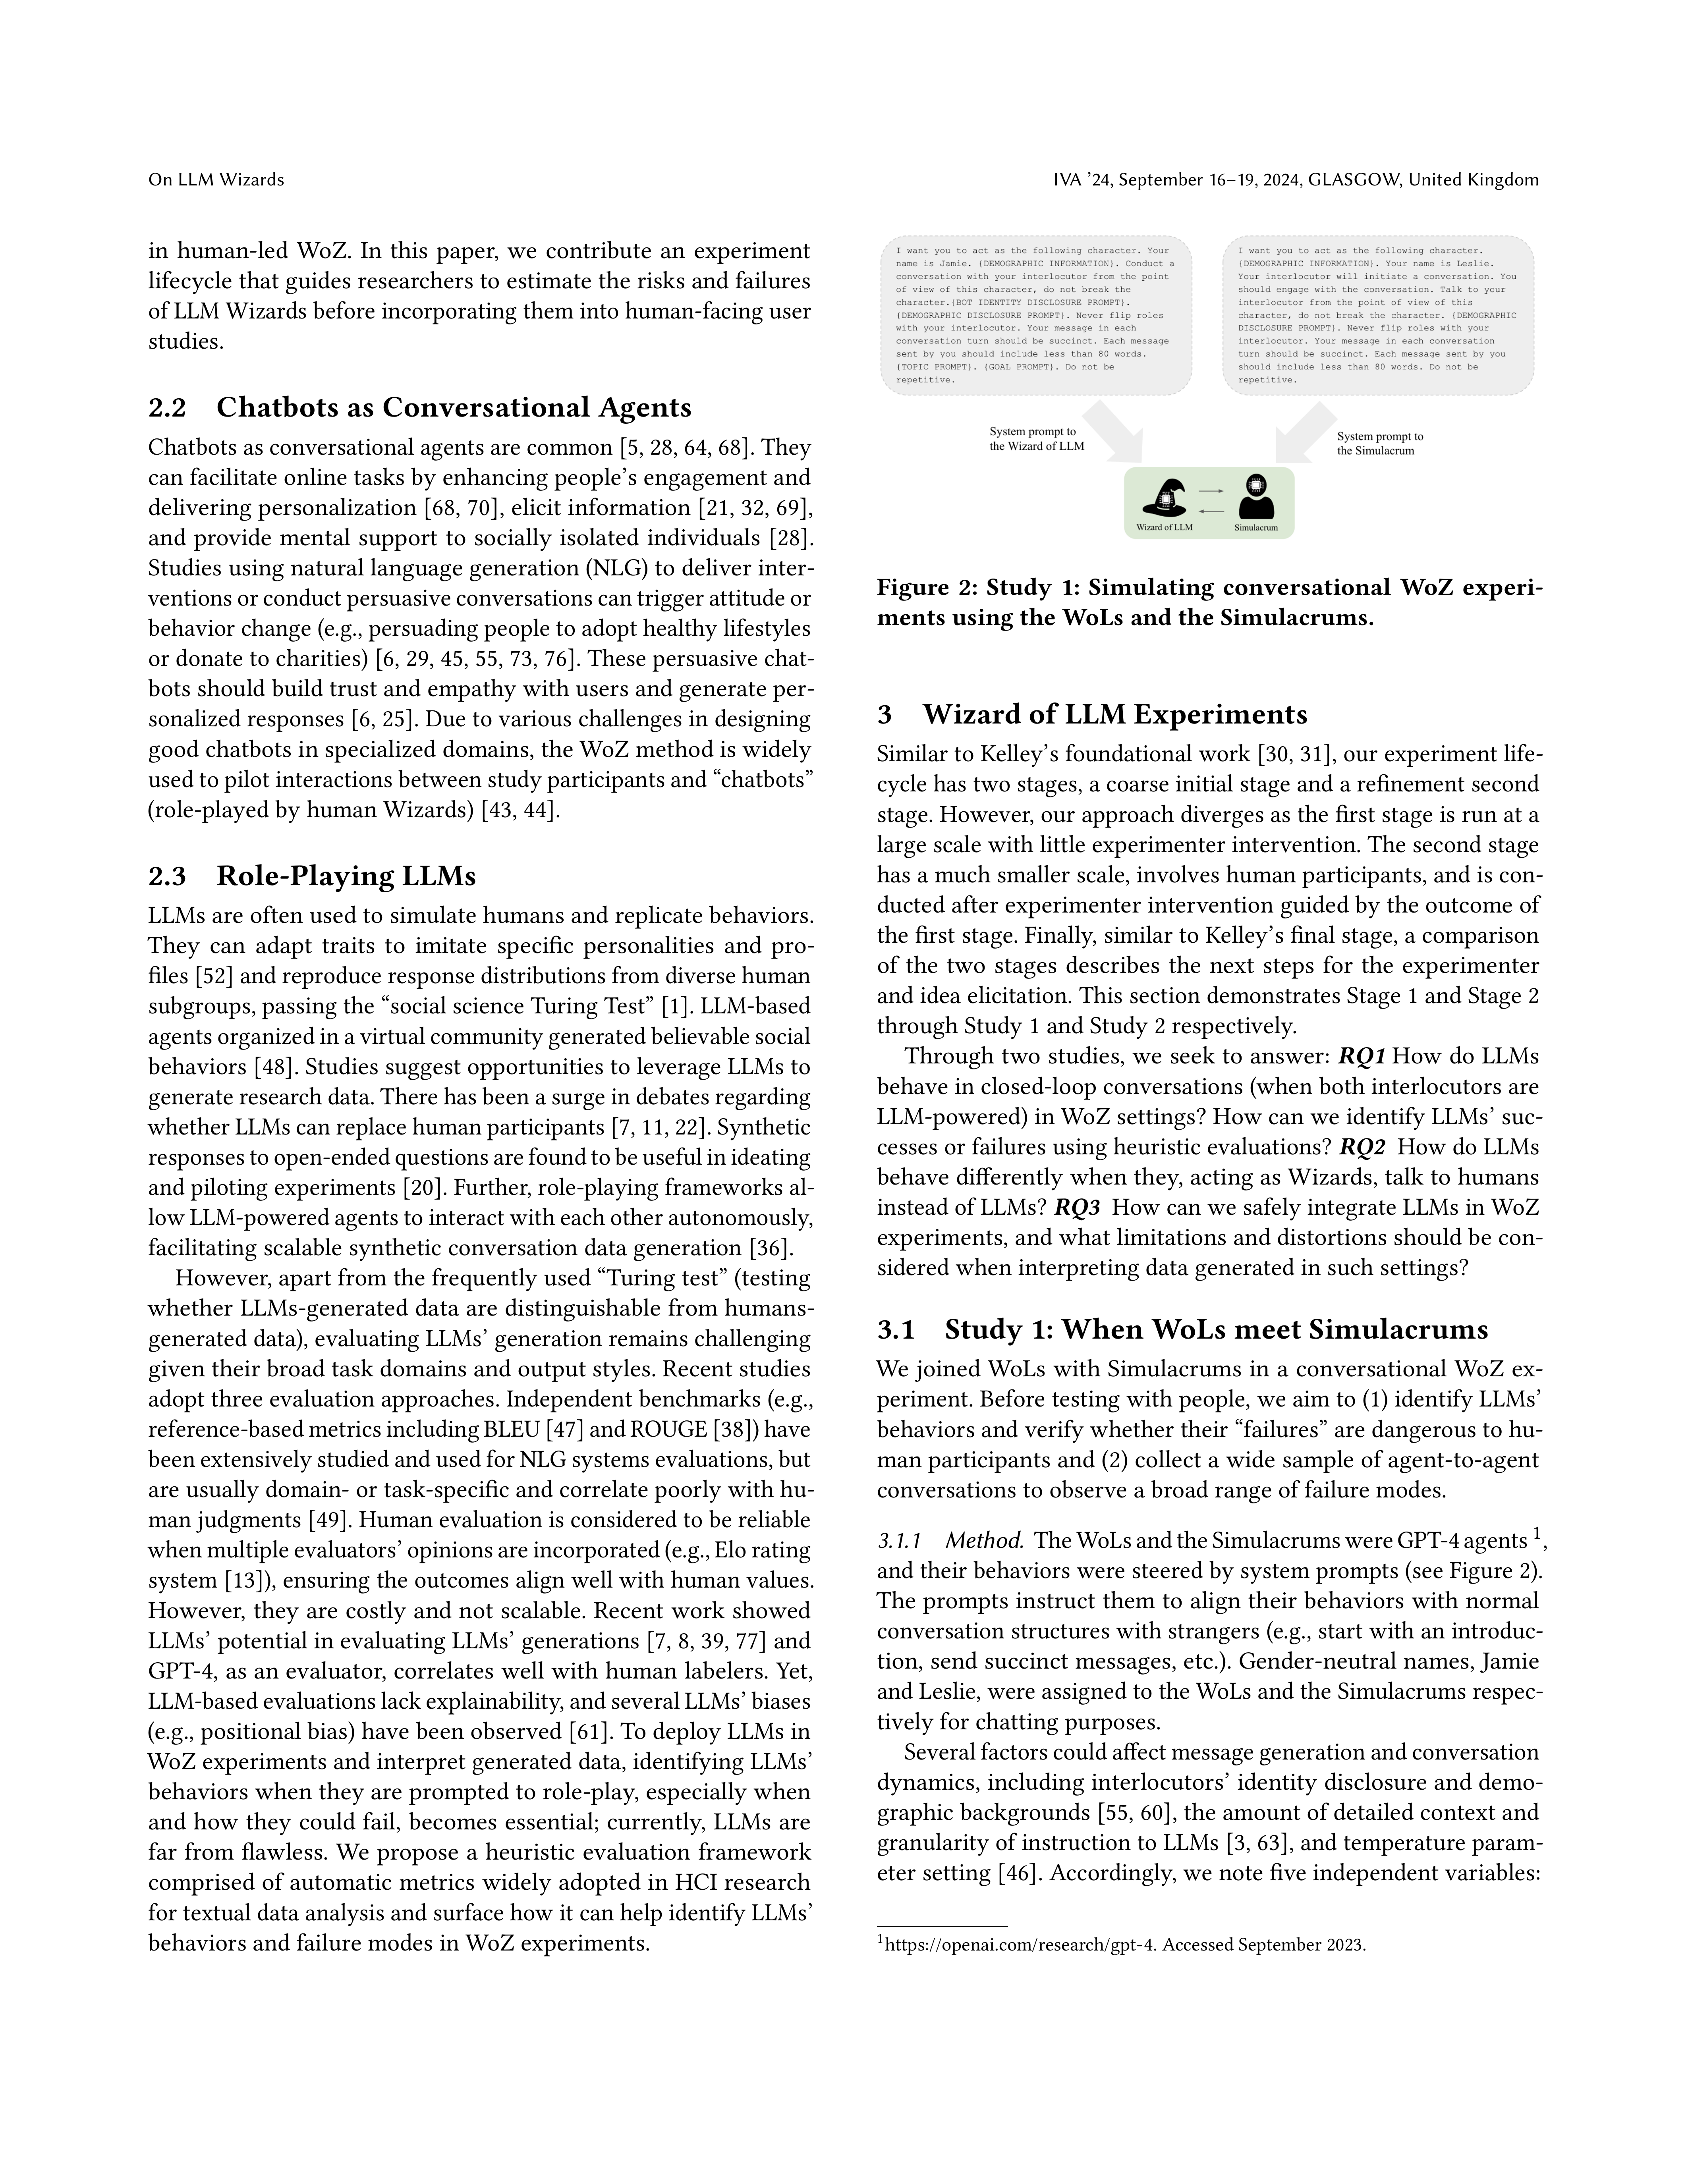 On LLM Wizards
IVA ’24, September 16–19, 2024, GLASGOW, United Kingdom
in human-led WoZ. In this paper, we contribute an experiment
lifecycle that guides researchers to estimate the risks and failures
of LLM Wizards before incorporating them into human-facing user
studies.
2.2 Chatbots as Conversational Agents
Chatbots as conversational agents are common [5, 28, 64, 68]. They
can facilitate online tasks by enhancing people’s engagement and
delivering personalization [68, 70], elicit information [21, 32, 69],
and provide mental support to socially isolated individuals [28].
Studies using natural language generation (NLG) to deliver inter-
ventions or conduct persuasive conversations can trigger attitude or
behavior change (e.g., persuading people to adopt healthy lifestyles
or donate to charities) [6, 29, 45, 55, 73, 76]. These persuasive chat-
bots should build trust and empathy with users and generate per-
sonalized responses [6, 25]. Due to various challenges in designing
good chatbots in specialized domains, the WoZ method is widely
used to pilot interactions between study participants and “chatbots”
(role-played by human Wizards) [43, 44].
2.3 Role-Playing LLMs
LLMs are often used to simulate humans and replicate behaviors.
They can adapt traits to imitate specific personalities and pro-
files [52] and reproduce response distributions from diverse human
subgroups, passing the “social science Turing Test” [1]. LLM-based
agents organized in a virtual community generated believable social
behaviors [48]. Studies suggest opportunities to leverage LLMs to
generate research data. There has been a surge in debates regarding
whether LLMs can replace human participants [7, 11, 22]. Synthetic
responses to open-ended questions are found to be useful in ideating
and piloting experiments [20]. Further, role-playing frameworks al-
low LLM-powered agents to interact with each other autonomously,
facilitating scalable synthetic conversation data generation [36].
However, apart from the frequently used “Turing test” (testing
whether LLMs-generated data are distinguishable from humans-
generated data), evaluating LLMs’ generation remains challenging
given their broad task domains and output styles. Recent studies
adopt three evaluation approaches. Independent benchmarks (e.g.,
reference-based metrics including BLEU [47] and ROUGE [38]) have
been extensively studied and used for NLG systems evaluations, but
are usually domain- or task-specific and correlate poorly with hu-
man judgments [49]. Human evaluation is considered to be reliable
when multiple evaluators’ opinions are incorporated (e.g., Elo rating
system [13]), ensuring the outcomes align well with human values.
However, they are costly and not scalable. Recent work showed
LLMs’ potential in evaluating LLMs’ generations [7, 8, 39, 77] and
GPT-4, as an evaluator, correlates well with human labelers. Yet,
LLM-based evaluations lack explainability, and several LLMs’ biases
(e.g., positional bias) have been observed [61]. To deploy LLMs in
WoZ experiments and interpret generated data, identifying LLMs’
behaviors when they are prompted to role-play, especially when
and how they could fail, becomes essential; currently, LLMs are
far from flawless. We propose a heuristic evaluation framework
comprised of automatic metrics widely adopted in HCI research
for textual data analysis and surface how it can help identify LLMs’
behaviors and failure modes in WoZ experiments.
I want you to act as the following character. Your
name is Jamie. {DEMOGRAPHIC INFORMATION}. Conduct a
conversation with your interlocutor from the point
of view of this character, do not break the
character.{BOT IDENTITY DISCLOSURE PROMPT}.
{DEMOGRAPHIC DISCLOSURE PROMPT}. Never flip roles
with your interlocutor. Your message in each
conversation turn should be succinct. Each message
sent by you should include less than 80 words.
{TOPIC PROMPT}. {GOAL PROMPT}. Do not be
repetitive.
I want you to act as the following character.
{DEMOGRAPHIC INFORMATION}. Your name is Leslie.
Your interlocutor will initiate a conversation. You
should engage with the conversation. Talk to your
interlocutor from the point of view of this
character, do not break the character. {DEMOGRAPHIC
DISCLOSURE PROMPT}. Never flip roles with your
interlocutor. Your message in each conversation
turn should be succinct. Each message sent by you
should include less than 80 words. Do not be
repetitive.
System prompt to
the Wizard of LLM
System prompt to
the Simulacrum
Wizard of LLM
Simulacrum
Figure 2: Study 1: Simulating conversational WoZ experi-
ments using the WoLs and the Simulacrums.
3 Wizard of LLM Experiments
Similar to Kelley’s foundational work [30, 31], our experiment life-
cycle has two stages, a coarse initial stage and a refinement second
stage. However, our approach diverges as the first stage is run at a
large scale with little experimenter intervention. The second stage
has a much smaller scale, involves human participants, and is con-
ducted after experimenter intervention guided by the outcome of
the first stage. Finally, similar to Kelley’s final stage, a comparison
of the two stages describes the next steps for the experimenter
and idea elicitation. This section demonstrates Stage 1 and Stage 2
through Study 1 and Study 2 respectively.
Through two studies, we seek to answer: RQ1 How do LLMs
behave in closed-loop conversations (when both interlocutors are
LLM-powered) in WoZ settings? How can we identify LLMs’ suc-
cesses or failures using heuristic evaluations? RQ2 How do LLMs
behave differently when they, acting as Wizards, talk to humans
instead of LLMs? RQ3 How can we safely integrate LLMs in WoZ
experiments, and what limitations and distortions should be con-
sidered when interpreting data generated in such settings?
3.1 Study 1: When WoLs meet Simulacrums
We joined WoLs with Simulacrums in a conversational WoZ ex-
periment. Before testing with people, we aim to (1) identify LLMs’
behaviors and verify whether their “failures” are dangerous to hu-
man participants and (2) collect a wide sample of agent-to-agent
conversations to observe a broad range of failure modes.
3.1.1 Method. The WoLs and the Simulacrums were GPT-4 agents 1,
and their behaviors were steered by system prompts (see Figure 2).
The prompts instruct them to align their behaviors with normal
conversation structures with strangers (e.g., start with an introduc-
tion, send succinct messages, etc.). Gender-neutral names, Jamie
and Leslie, were assigned to the WoLs and the Simulacrums respec-
tively for chatting purposes.
Several factors could affect message generation and conversation
dynamics, including interlocutors’ identity disclosure and demo-
graphic backgrounds [55, 60], the amount of detailed context and
granularity of instruction to LLMs [3, 63], and temperature param-
eter setting [46]. Accordingly, we note five independent variables:
1https://openai.com/research/gpt-4. Accessed September 2023.